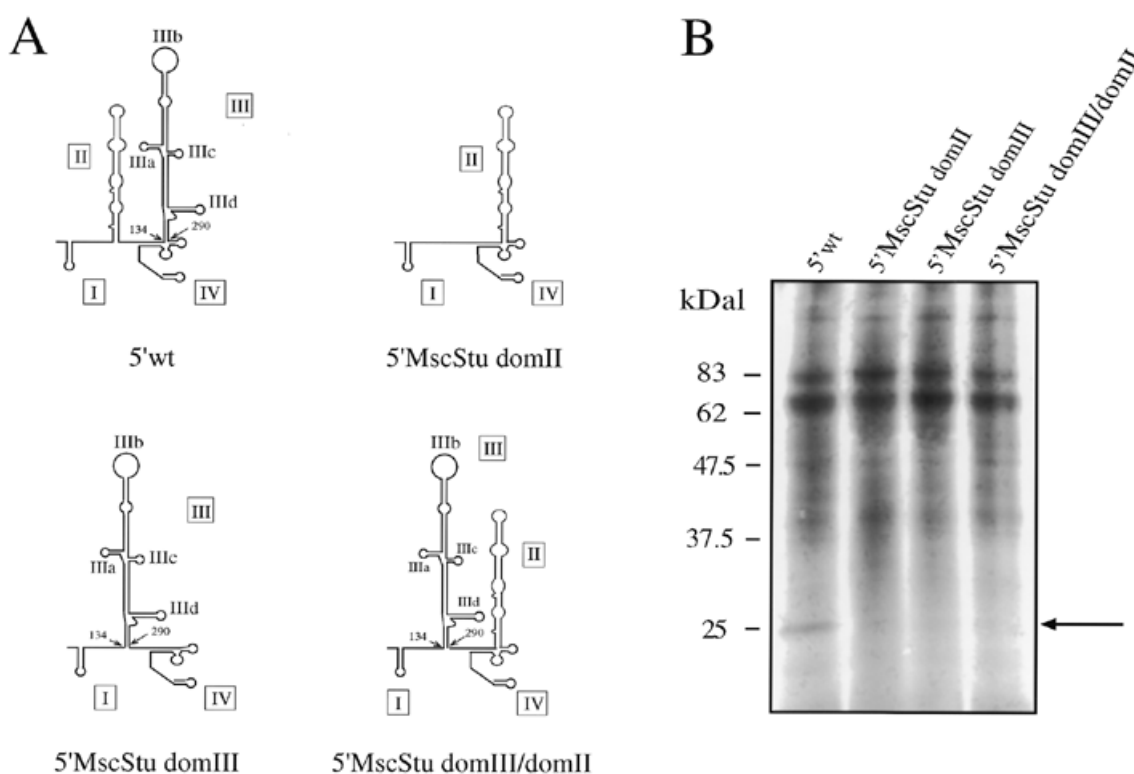 A
IIIb
III
II
IIIa
IIIc
IIId
134
290
I
IV
5'wt
II
I
IV
5'MscStu domII
IIIb
III
IIIa
IIIc
IIId
134
290
I
IV
5'MscStu domIII
IIIb
III
IIIc
IIIa
II
IIId
134
290
I
IV
5'MscStu domIII/domII
B
5'wt
5'MscStu domII
5'MscStu domIII
5'MscStu domIII/domII
kDal
83
62
47.5
37.5
25